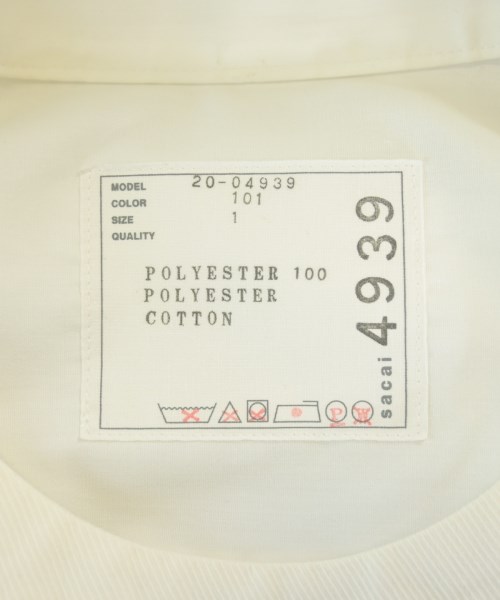 MODEL 20-04939
COLOR 101
SIZE 1
QUALITY
POLYESTER 100
POLYESTER
COTTON
P W
sacai 4939